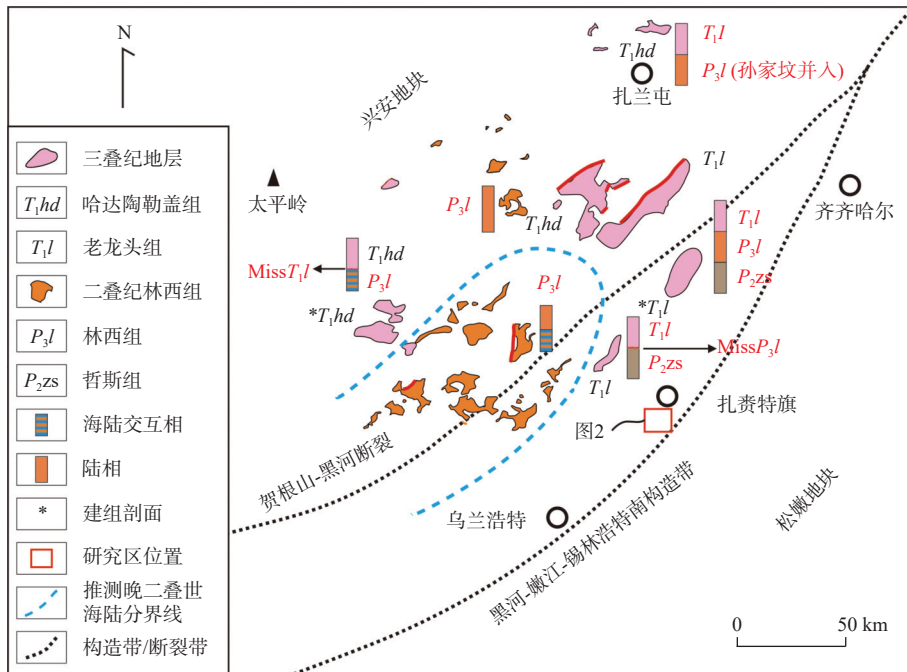 N
三叠纪地层
T₁hd
哈达陶勒盖组
T₁l
老龙头组
二叠纪林西组
P₃l
林西组
P₂zs
哲斯组
海陆交互相
陆相
*
建组剖面
研究区位置
推测晚二叠世
海陆分界线
构造带/断裂带
兴安地块
T₁hd
T₁l
P₃l (孙家坟并入)
扎兰屯
太平岭
P₃l
T₁hd
T₁l
齐齐哈尔
T₁l
P₃l
P₂zs
MissT₁l
T₁hd
P₃l
*T₁hd
P₃l
*T₁l
T₁l
P₂zs
MissP₃l
T₁l
扎赉特旗
图2
贺根山-黑河断裂
乌兰浩特
黑河-嫩江-锡林浩特南构造带
松嫩地块
0
50 km